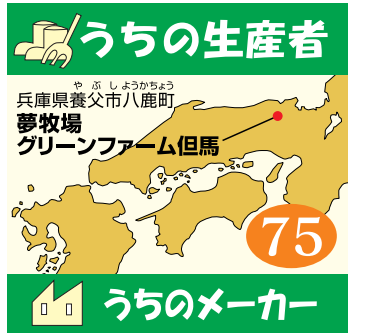 うちの生産者
やぶしようかちょう
兵庫県養父市八鹿町
夢牧場
グリーンファーム但馬
75
うちのメーカー